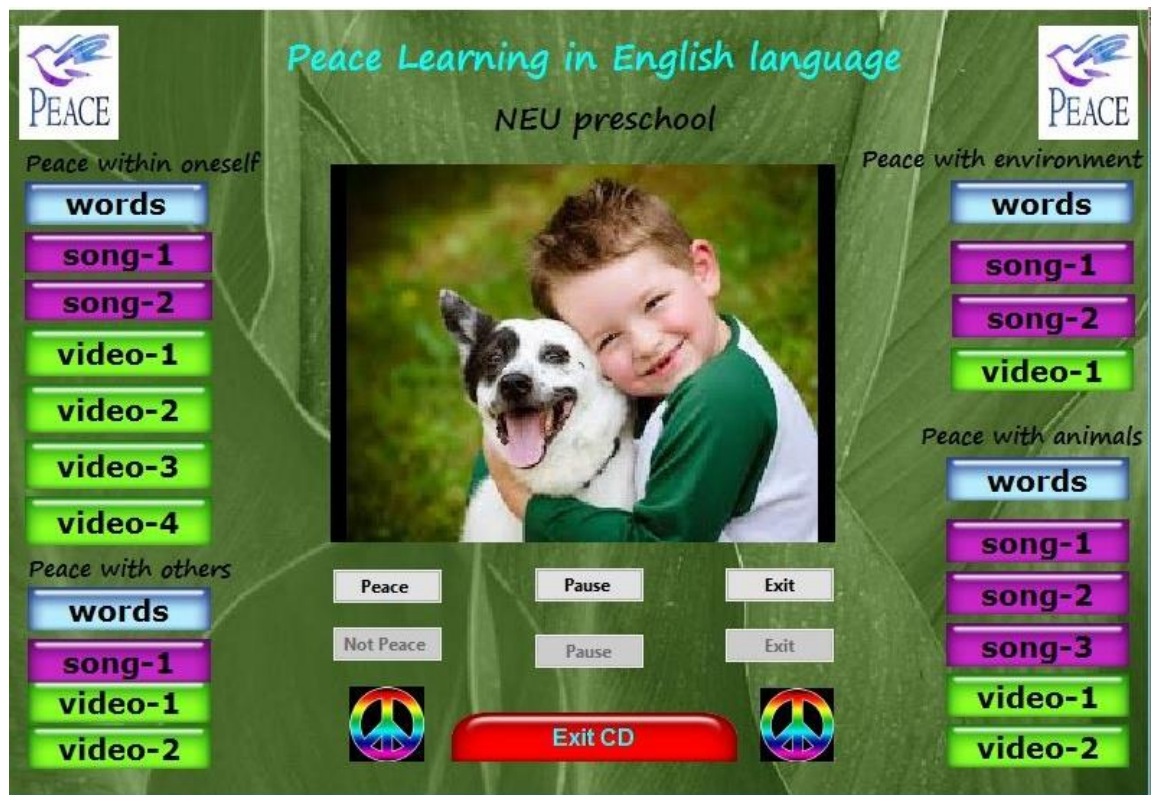 Peace Learning in English language
NEU preschool
PEACE
PEACE
Peace within oneself
words
song-1
song-2
video-1
video-2
video-3
video-4
Peace with others
words
song-1
video-1
video-2
Peace
Pause
Exit
Not Peace
Pause
Exit
Exit CD
Peace with environment
words
song-1
song-2
video-1
Peace with animals
words
song-1
song-2
song-3
video-1
video-2